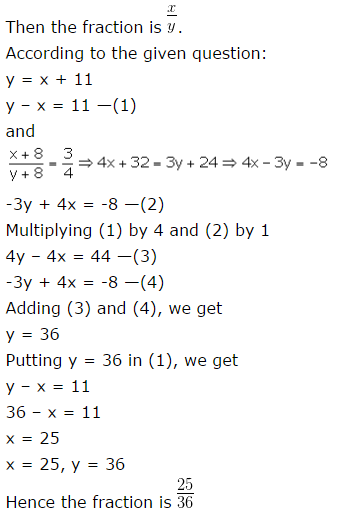 Then the fraction is x/y.
According to the given question:
y = x + 11
y − x = 11 —(1)
and
(x + 8)/(y + 8) = 3/4 ⇒ 4x + 32 = 3y + 24 ⇒ 4x − 3y = −8
-3y + 4x = -8 —(2)
Multiplying (1) by 4 and (2) by 1
4y − 4x = 44 —(3)
-3y + 4x = -8 —(4)
Adding (3) and (4), we get
y = 36
Putting y = 36 in (1), we get
y − x = 11
36 − x = 11
x = 25
x = 25, y = 36
Hence the fraction is 25/36